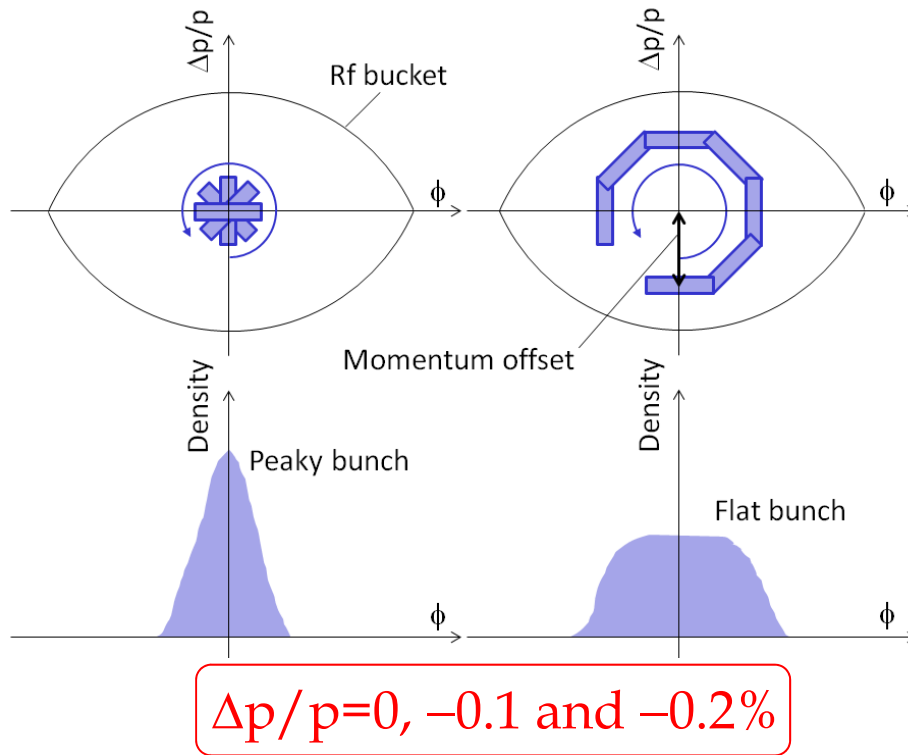 Δp/p
Δp/p
Rf bucket
ϕ
ϕ
Momentum offset
Density
Density
Peaky bunch
Flat bunch
ϕ
ϕ
Δp/p=0, –0.1 and –0.2%